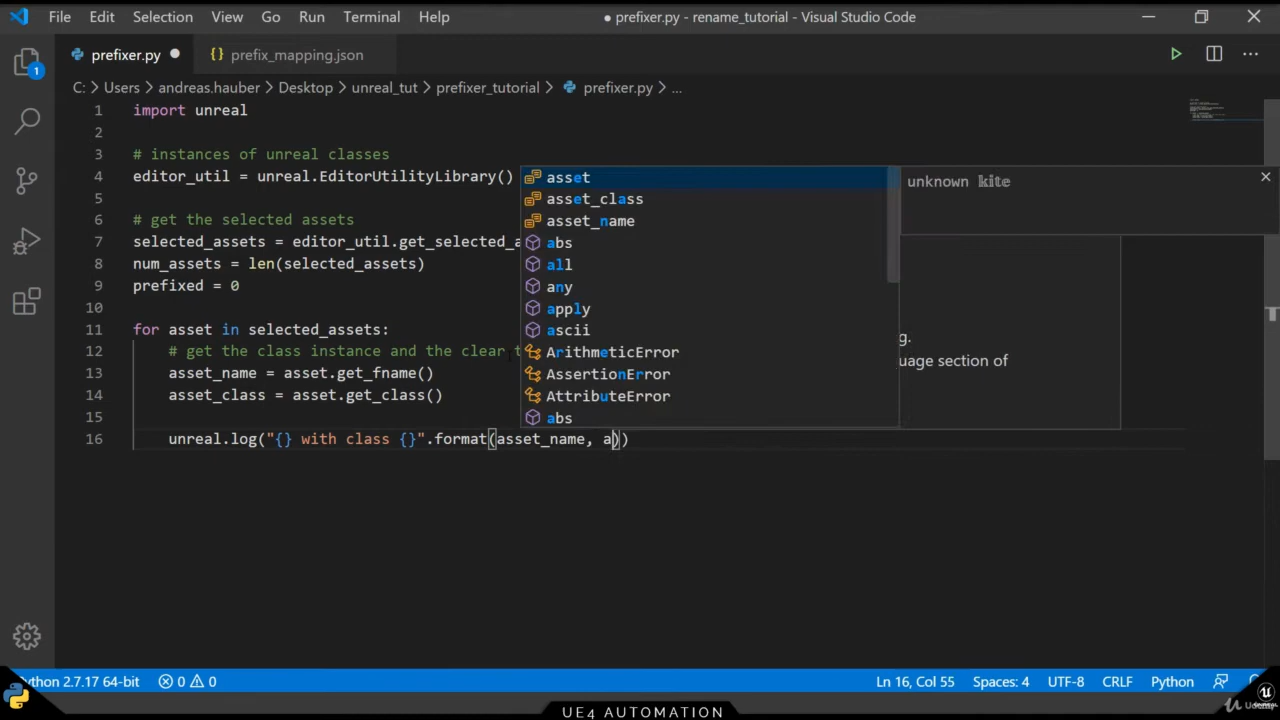 File Edit Selection View Go Run Terminal Help ● prefixer.py - rename_tutorial - Visual Studio Code
prefixer.py ● {} prefix_mapping.json
1
C: > Users > andreas.hauber > Desktop > unreal_tut > prefixer_tutorial > prefixer.py > ...
1 import unreal
2
3 # instances of unreal classes
4 editor_util = unreal.EditorUtilityLibrary()
5
6 # get the selected assets
7 selected_assets = editor_util.get_selected_a
8 num_assets = len(selected_assets)
9 prefixed = 0
10
11 for asset in selected_assets:
12 # get the class instance and the clear t
13 asset_name = asset.get_fname()
14 asset_class = asset.get_class()
15
16 unreal.log("{} with class {}".format(asset_name, a))
asset
asset_class
asset_name
abs
all
any
apply
ascii
ArithmeticError
AssertionError
AttributeError
abs
unknown kite
g.
uage section of
ython 2.7.17 64-bit 0 0 Ln 16, Col 55 Spaces: 4 UTF-8 CRLF Python
UE4 AUTOMATION